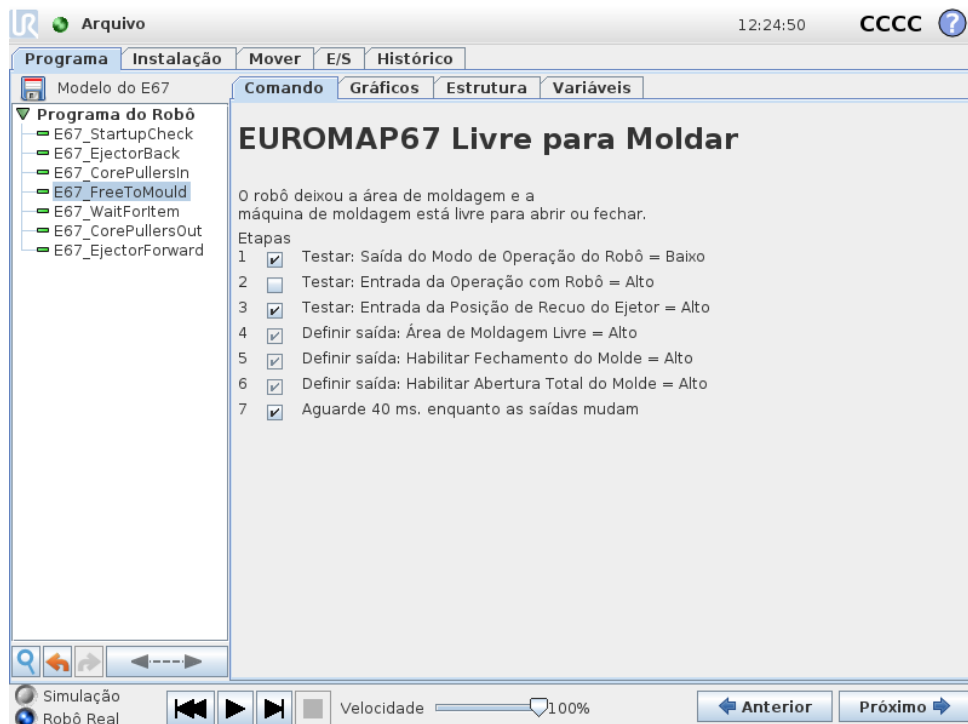 UR Arquivo 12:24:50 CCCC ?
Programa Instalação Mover E/S Histórico
Modelo do E67 Comando Gráficos Estrutura Variáveis
Programa do Robô
E67_StartupCheck
E67_EjectorBack
E67_CorePullersIn
E67_FreeToMould
E67_WaitForItem
E67_CorePullersOut
E67_EjectorForward
EUROMAP67 Livre para Moldar
O robô deixou a área de moldagem e a
máquina de moldagem está livre para abrir ou fechar.
Etapas
1 Testar: Saída do Modo de Operação do Robô = Baixo
2 Testar: Entrada da Operação com Robô = Alto
3 Testar: Entrada da Posição de Recuo do Ejetor = Alto
4 Definir saída: Área de Moldagem Livre = Alto
5 Definir saída: Habilitar Fechamento do Molde = Alto
6 Definir saída: Habilitar Abertura Total do Molde = Alto
7 Aguarde 40 ms. enquanto as saídas mudam
Simulação
Robô Real
Velocidade 100% Anterior Próximo